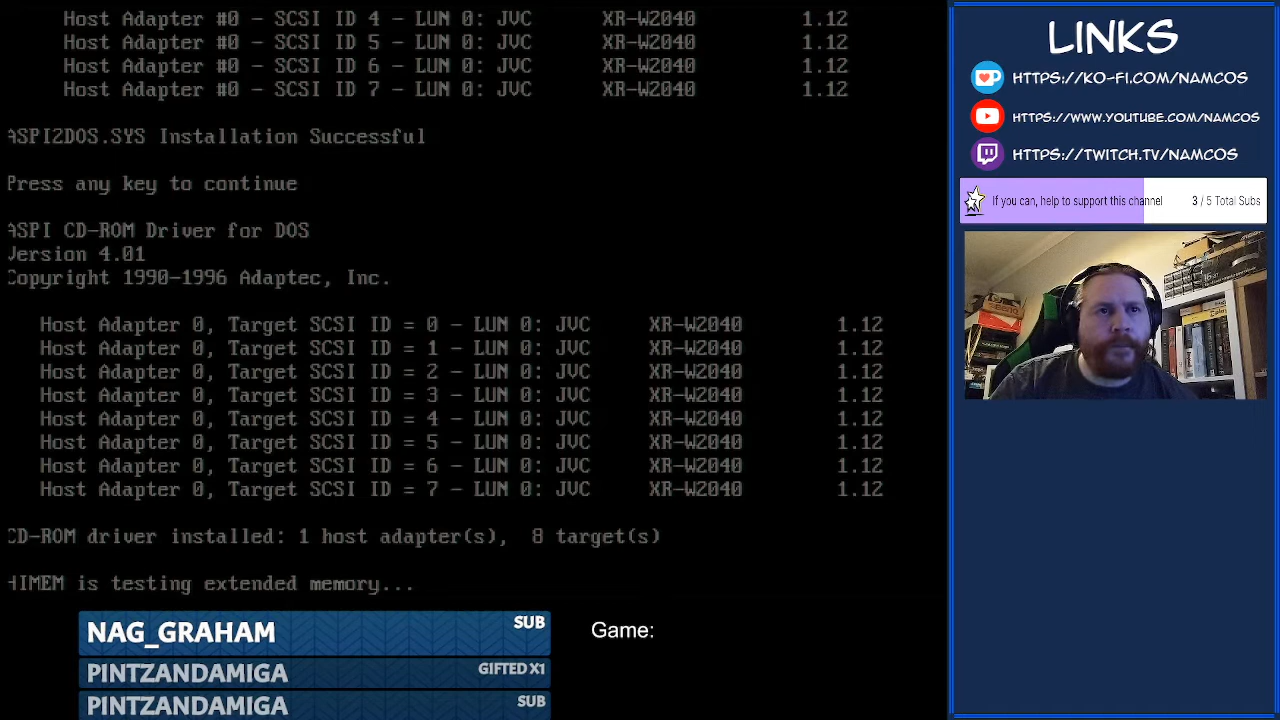 Host Adapter #0 - SCSI ID 4 - LUN 0: JVC XR-W2040 1.12
Host Adapter #0 - SCSI ID 5 - LUN 0: JVC XR-W2040 1.12
Host Adapter #0 - SCSI ID 6 - LUN 0: JVC XR-W2040 1.12
Host Adapter #0 - SCSI ID 7 - LUN 0: JVC XR-W2040 1.12
ASPI2DOS.SYS Installation Successful
Press any key to continue
ASPI CD-ROM Driver for DOS
Version 4.01
Copyright 1990-1996 Adaptec, Inc.
Host Adapter 0, Target SCSI ID = 0 - LUN 0: JVC XR-W2040 1.12
Host Adapter 0, Target SCSI ID = 1 - LUN 0: JVC XR-W2040 1.12
Host Adapter 0, Target SCSI ID = 2 - LUN 0: JVC XR-W2040 1.12
Host Adapter 0, Target SCSI ID = 3 - LUN 0: JVC XR-W2040 1.12
Host Adapter 0, Target SCSI ID = 4 - LUN 0: JVC XR-W2040 1.12
Host Adapter 0, Target SCSI ID = 5 - LUN 0: JVC XR-W2040 1.12
Host Adapter 0, Target SCSI ID = 6 - LUN 0: JVC XR-W2040 1.12
Host Adapter 0, Target SCSI ID = 7 - LUN 0: JVC XR-W2040 1.12
CD-ROM driver installed: 1 host adapter(s), 8 target(s)
HIMEM is testing extended memory...
NAG_GRAHAM SUB
PINTZANDAMIGA GIFTED X1
PINTZANDAMIGA SUB
Game:
LINKS
HTTPS://KO-FI.COM/NAMCOS
HTTPS://WWW.YOUTUBE.COM/NAMCOS
HTTPS://TWITCH.TV/NAMCOS
If you can, help to support this channel 3 / 5 Total Subs